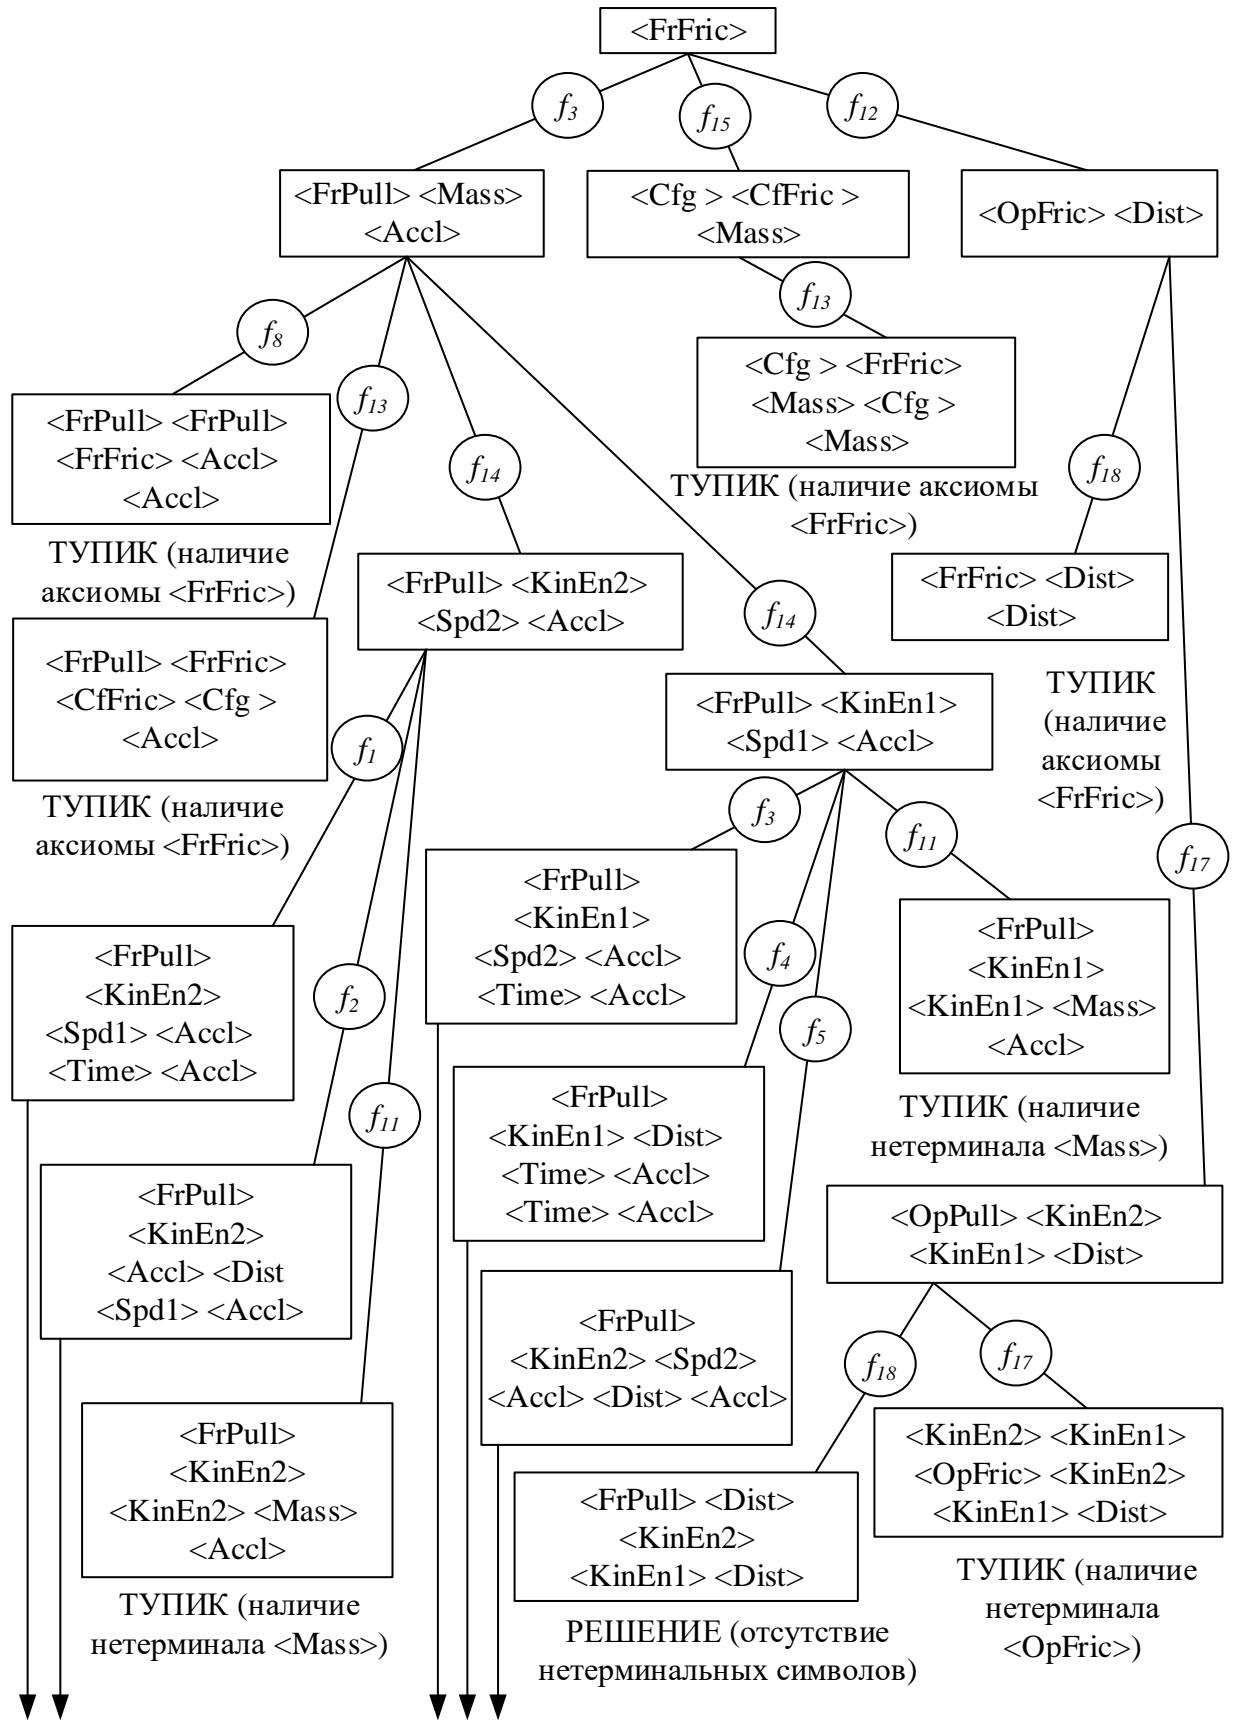 <FrFric>
f3
f15
f12
<FrPull> <Mass>
<Accl>
<Cfg > <CfFric >
<Mass>
<OpFric> <Dist>
f8
f13
f14
f14
f13
f18
f17
<FrPull> <FrPull>
<FrFric> <Accl>
<Accl>
ТУПИК (наличие
аксиомы <FrFric>)
<Cfg > <FrFric>
<Mass> <Cfg >
<Mass>
ТУПИК (наличие аксиомы
<FrFric>)
<FrPull> <KinEn2>
<Spd2> <Accl>
<FrFric> <Dist>
<Dist>
ТУПИК
(наличие
аксиомы
<FrFric>)
<FrPull> <FrFric>
<CfFric> <Cfg >
<Accl>
ТУПИК (наличие
аксиомы <FrFric>)
<FrPull> <KinEn1>
<Spd1> <Accl>
f1
f2
f11
f3
f4
f5
f11
<FrPull>
<KinEn2>
<Spd1> <Accl>
<Time> <Accl>
<FrPull>
<KinEn1>
<Spd2> <Accl>
<Time> <Accl>
<FrPull>
<KinEn1>
<KinEn1> <Mass>
<Accl>
ТУПИК (наличие
нетерминала <Mass>)
<FrPull>
<KinEn1> <Dist>
<Time> <Accl>
<Time> <Accl>
<FrPull>
<KinEn2>
<Accl> <Dist
<Spd1> <Accl>
<OpPull> <KinEn2>
<KinEn1> <Dist>
f18
f17
<FrPull>
<KinEn2> <Spd2>
<Accl> <Dist> <Accl>
<FrPull>
<KinEn2>
<KinEn2> <Mass>
<Accl>
ТУПИК (наличие
нетерминала <Mass>)
<FrPull> <Dist>
<KinEn2>
<KinEn1> <Dist>
РЕШЕНИЕ (отсутствие
нетерминальных символов)
<KinEn2> <KinEn1>
<OpFric> <KinEn2>
<KinEn1> <Dist>
ТУПИК (наличие
нетерминала
<OpFric>)